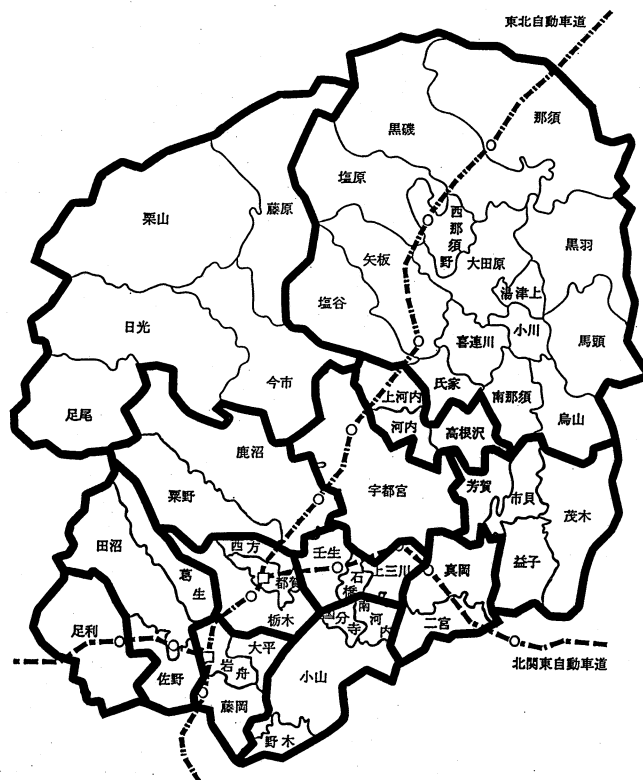 東北自動車道
那須
黒磯
塩原
藤原
栗山
西那須野
大田原
黒羽
矢板
湯津上
塩谷
小川
日光
喜連川
馬頭
今市
氏家
南那須
上河内
烏山
足尾
河内
高根沢
鹿沼
宇都宮
芳賀
市貝
茂木
粟野
田沼
西方
壬生
上三川
真岡
益子
葛生
都賀
石橋
栃木
国分寺
南河内
二宮
足利
大平
佐野
岩舟
小山
北関東自動車道
藤岡
野木